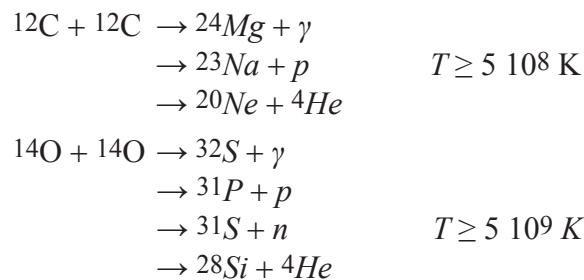 ¹²C + ¹²C → ²⁴Mg + γ
→ ²³Na + p T ≥ 5 10⁸ K
→ ²⁰Ne + ⁴He
¹⁴O + ¹⁴O → ³²S + γ
→ ³¹P + p
→ ³¹S + n T ≥ 5 10⁹ K
→ ²⁸Si + ⁴He